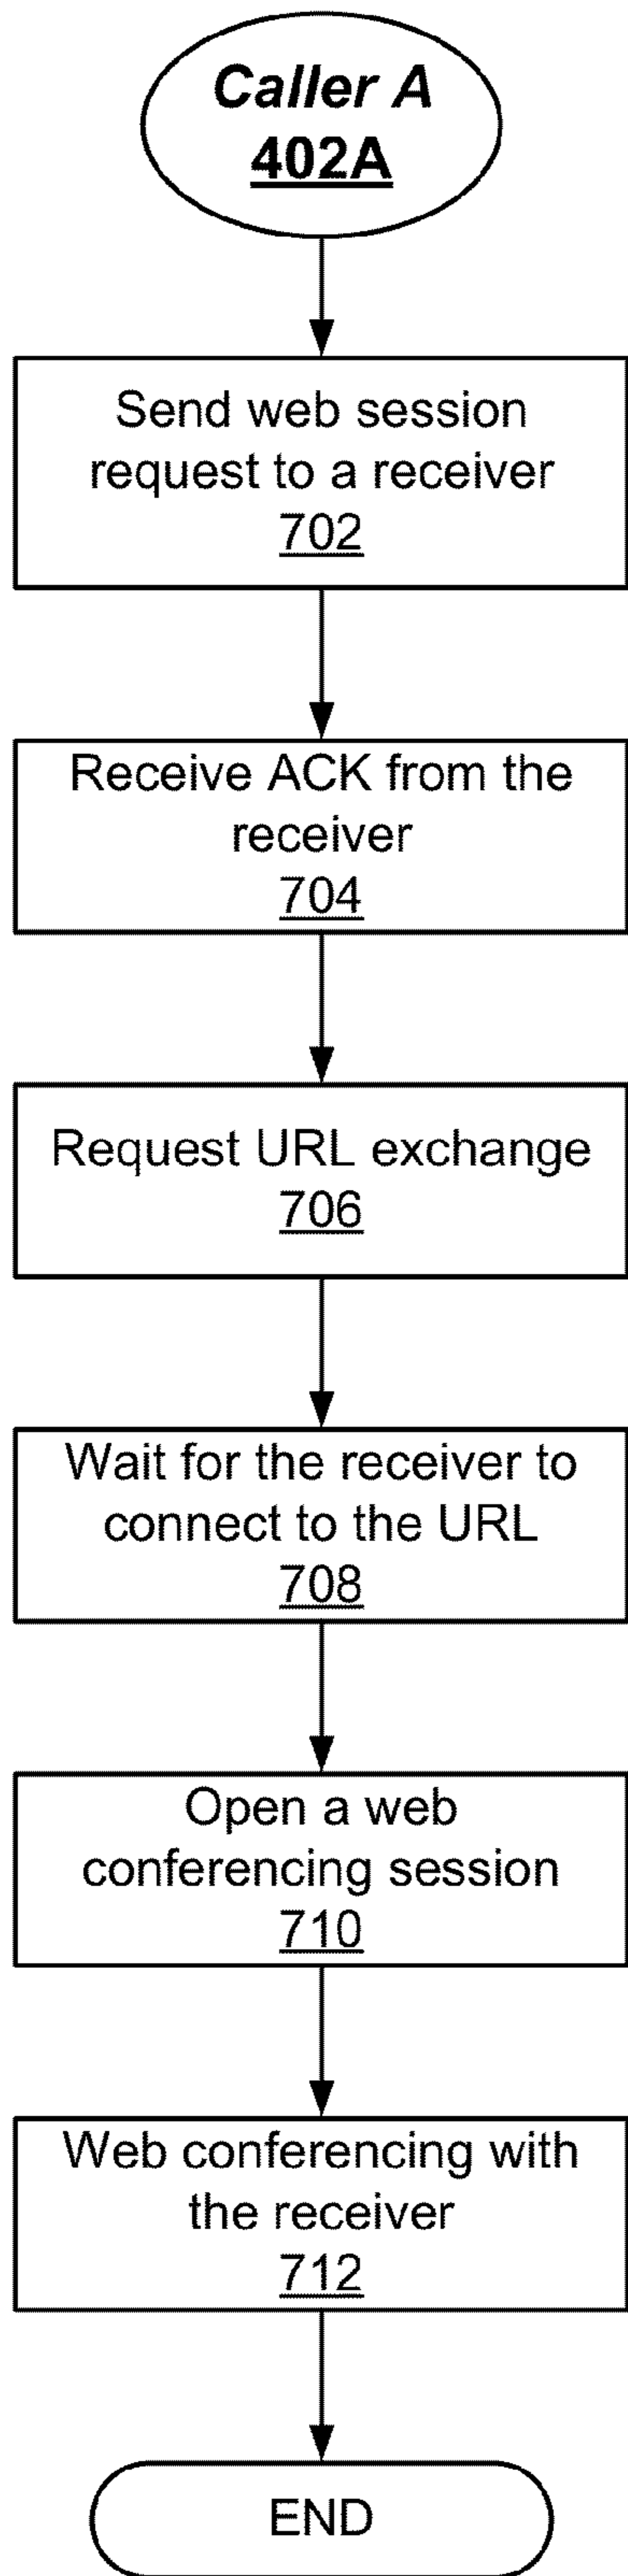 Caller A
402A
Send web session
request to a receiver
702
Receive ACK from the
receiver
704
Request URL exchange
706
Wait for the receiver to
connect to the URL
708
Open a web
conferencing session
710
Web conferencing with
the receiver
712
END